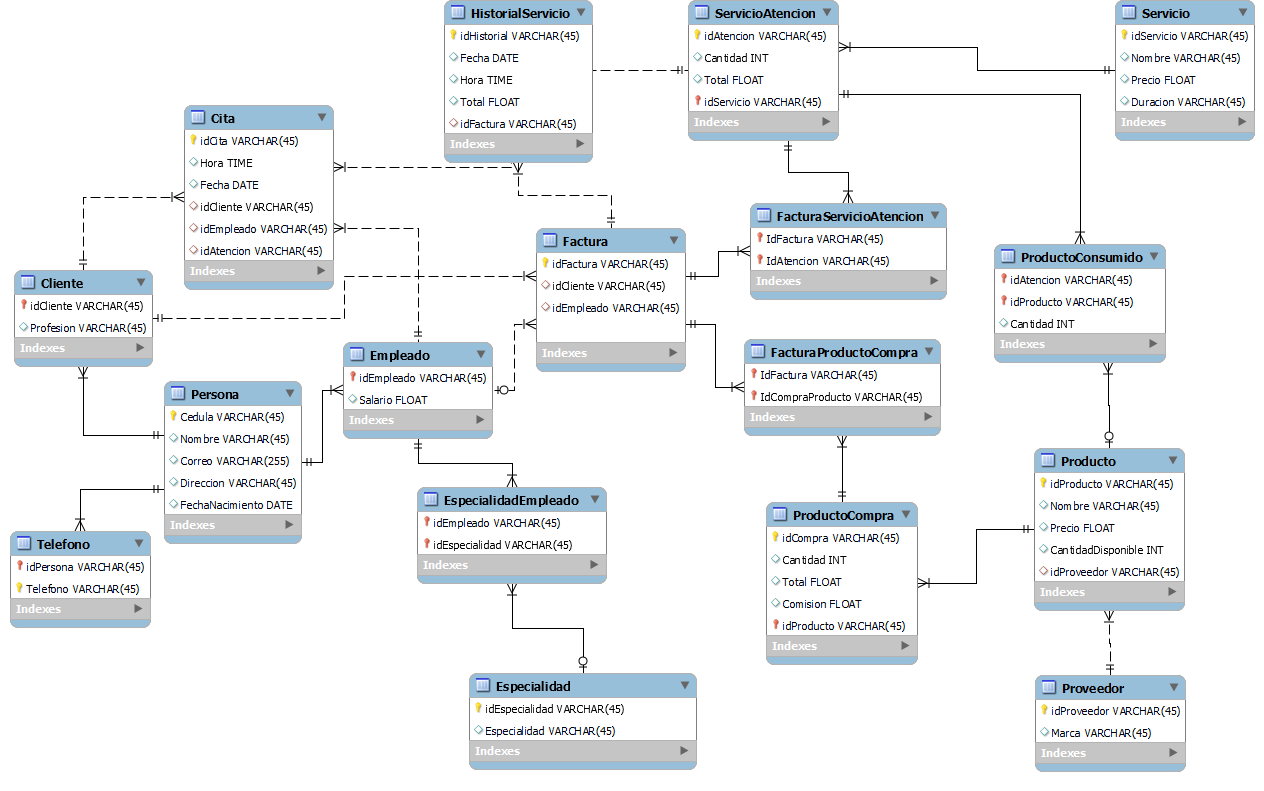 HistorialServicio
idHistorial VARCHAR(45)
Fecha DATE
Hora TIME
Total FLOAT
idFactura VARCHAR(45)
Indexes
ServicioAtencion
idAtencion VARCHAR(45)
Cantidad INT
Total FLOAT
idServicio VARCHAR(45)
Indexes
Servicio
idServicio VARCHAR(45)
Nombre VARCHAR(45)
Precio FLOAT
Duracion VARCHAR(45)
Indexes
Cita
idCita VARCHAR(45)
Hora TIME
Fecha DATE
idCliente VARCHAR(45)
idEmpleado VARCHAR(45)
idAtencion VARCHAR(45)
Indexes
FacturaServicioAtencion
IdFactura VARCHAR(45)
IdAtencion VARCHAR(45)
Indexes
Factura
idFactura VARCHAR(45)
idCliente VARCHAR(45)
idEmpleado VARCHAR(45)
Indexes
ProductoConsumido
idAtencion VARCHAR(45)
idProducto VARCHAR(45)
Cantidad INT
Indexes
Cliente
idCliente VARCHAR(45)
Profesion VARCHAR(45)
Indexes
Empleado
idEmpleado VARCHAR(45)
Salario FLOAT
Indexes
FacturaProductoCompra
IdFactura VARCHAR(45)
IdCompraProducto VARCHAR(45)
Indexes
Persona
Cedula VARCHAR(45)
Nombre VARCHAR(45)
Correo VARCHAR(255)
Direccion VARCHAR(45)
FechaNacimiento DATE
Indexes
Producto
idProducto VARCHAR(45)
Nombre VARCHAR(45)
Precio FLOAT
CantidadDisponible INT
idProveedor VARCHAR(45)
Indexes
EspecialidadEmpleado
idEmpleado VARCHAR(45)
idEspecialidad VARCHAR(45)
Indexes
ProductoCompra
idCompra VARCHAR(45)
Cantidad INT
Total FLOAT
Comision FLOAT
idProducto VARCHAR(45)
Indexes
Telefono
idPersona VARCHAR(45)
Telefono VARCHAR(45)
Indexes
Especialidad
idEspecialidad VARCHAR(45)
Especialidad VARCHAR(45)
Indexes
Proveedor
idProveedor VARCHAR(45)
Marca VARCHAR(45)
Indexes